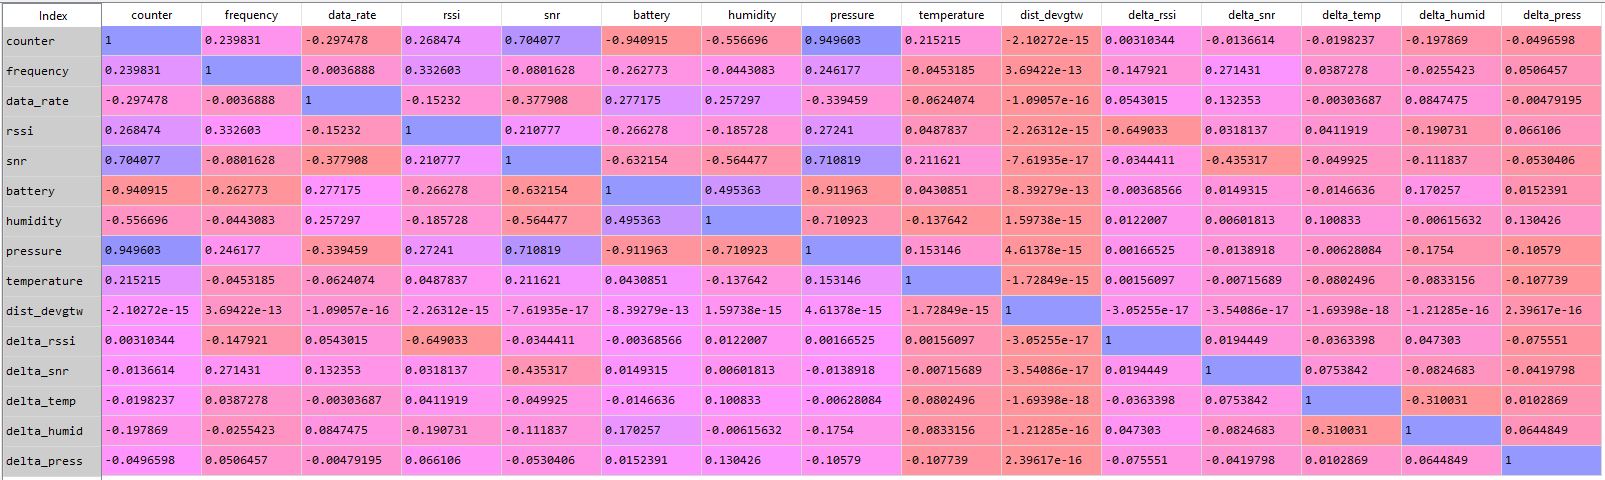 Index counter frequency data_rate rssi snr battery humidity pressure temperature dist_devgtw delta_rssi delta_snr delta_temp delta_humid delta_press
counter 1 0.239831 -0.297478 0.268474 0.704077 -0.940915 -0.556696 0.949603 0.215215 -2.10272e-15 0.00310344 -0.0136614 -0.0198237 -0.197869 -0.0496598
frequency 0.239831 1 -0.0036888 0.332603 -0.0801628 -0.262773 -0.0443083 0.246177 -0.0453185 3.69422e-13 -0.147921 0.271431 0.0387278 -0.0255423 0.0506457
data_rate -0.297478 -0.0036888 1 -0.15232 -0.377908 0.277175 0.257297 -0.339459 -0.0624074 -1.09057e-16 0.0543015 0.132353 -0.00303687 0.0847475 -0.00479195
rssi 0.268474 0.332603 -0.15232 1 0.210777 -0.266278 -0.185728 0.27241 0.0487837 -2.26312e-15 -0.649033 0.0318137 0.0411919 -0.190731 0.066106
snr 0.704077 -0.0801628 -0.377908 0.210777 1 -0.632154 -0.564477 0.710819 0.211621 -7.61935e-17 -0.0344411 -0.435317 -0.049925 -0.111837 -0.0530406
battery -0.940915 -0.262773 0.277175 -0.266278 -0.632154 1 0.495363 -0.911963 0.0430851 -8.39279e-13 -0.00368566 0.0149315 -0.0146636 0.170257 0.0152391
humidity -0.556696 -0.0443083 0.257297 -0.185728 -0.564477 0.495363 1 -0.710923 -0.137642 1.59738e-15 0.0122007 0.00601813 0.100833 -0.00615632 0.130426
pressure 0.949603 0.246177 -0.339459 0.27241 0.710819 -0.911963 -0.710923 1 0.153146 4.61378e-15 0.00166525 -0.0138918 -0.00628084 -0.1754 -0.10579
temperature 0.215215 -0.0453185 -0.0624074 0.0487837 0.211621 0.0430851 -0.137642 0.153146 1 -1.72849e-15 0.00156097 -0.00715689 -0.0802496 -0.0833156 -0.107739
dist_devgtw -2.10272e-15 3.69422e-13 -1.09057e-16 -2.26312e-15 -7.61935e-17 -8.39279e-13 1.59738e-15 4.61378e-15 -1.72849e-15 1 -3.05255e-17 -3.54086e-17 -1.69398e-18 -1.21285e-16 2.39617e-16
delta_rssi 0.00310344 -0.147921 0.0543015 -0.649033 -0.0344411 -0.00368566 0.0122007 0.00166525 0.00156097 -3.05255e-17 1 0.0194449 -0.0363398 0.047303 -0.075551
delta_snr -0.0136614 0.271431 0.132353 0.0318137 -0.435317 0.0149315 0.00601813 -0.0138918 -0.00715689 -3.54086e-17 0.0194449 1 0.0753842 -0.0824683 -0.0419798
delta_temp -0.0198237 0.0387278 -0.00303687 0.0411919 -0.049925 -0.0146636 0.100833 -0.00628084 -0.0802496 -1.69398e-18 -0.0363398 0.0753842 1 -0.310031 0.0102869
delta_humid -0.197869 -0.0255423 0.0847475 -0.190731 -0.111837 0.170257 -0.00615632 -0.1754 -0.0833156 -1.21285e-16 0.047303 -0.0824683 -0.310031 1 0.0644849
delta_press -0.0496598 0.0506457 -0.00479195 0.066106 -0.0530406 0.0152391 0.130426 -0.10579 -0.107739 2.39617e-16 -0.075551 -0.0419798 0.0102869 0.0644849 1